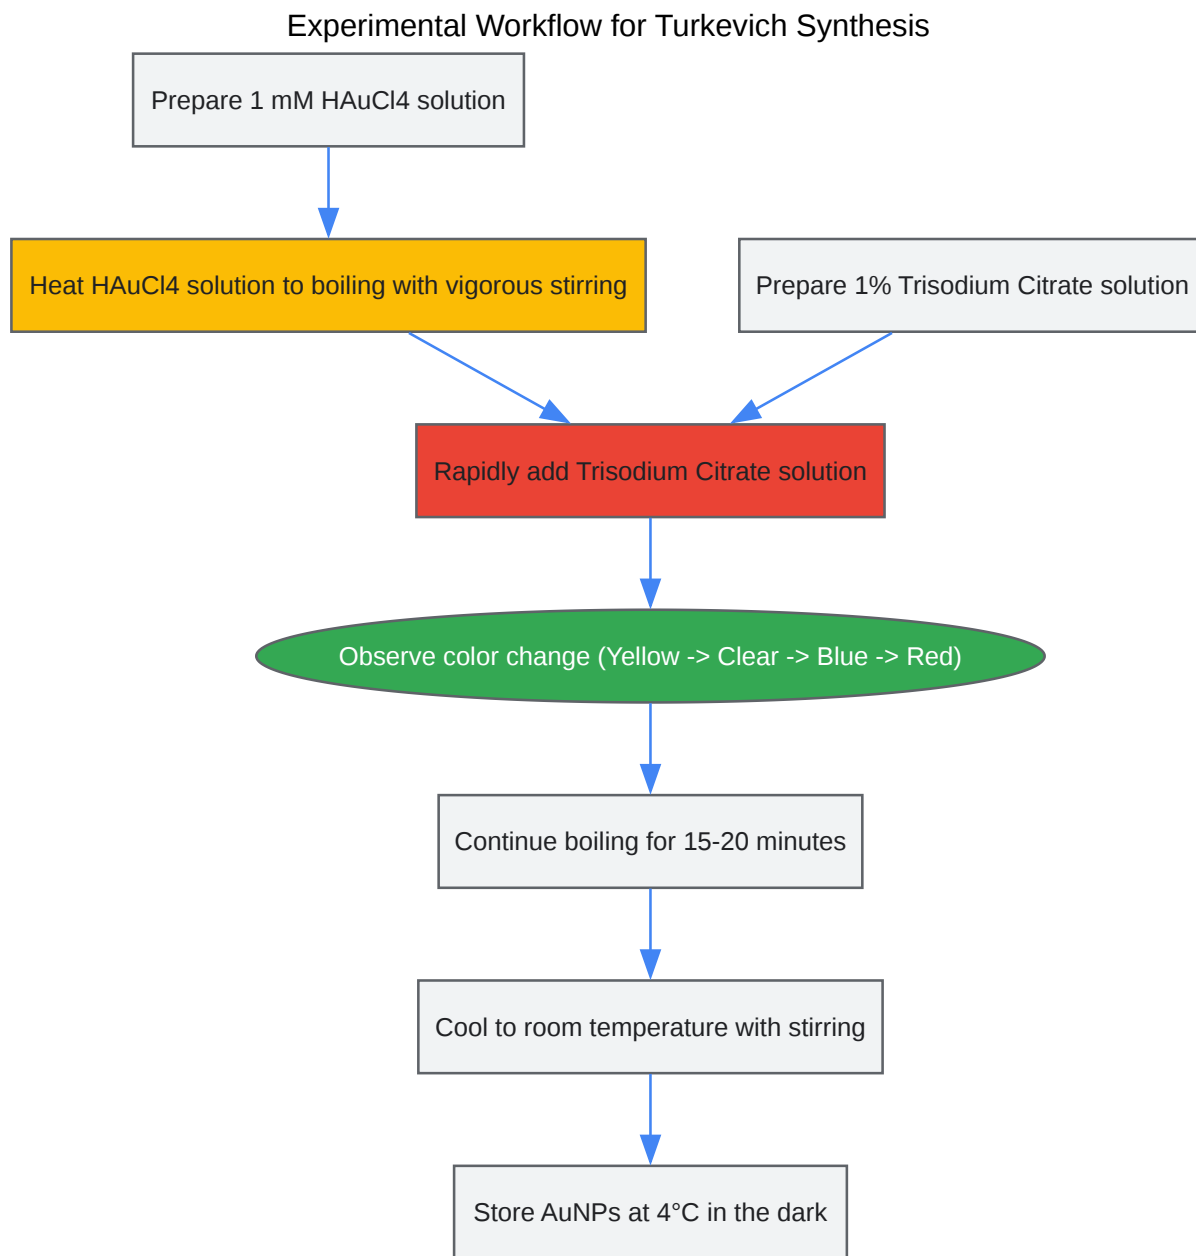 Experimental Workflow for Turkevich Synthesis
Prepare 1 mM HAuCl4 solution
Heat HAuCl4 solution to boiling with vigorous stirring
Prepare 1% Trisodium Citrate solution
Rapidly add Trisodium Citrate solution
Observe color change (Yellow -> Clear -> Blue -> Red)
Continue boiling for 15-20 minutes
Cool to room temperature with stirring
Store AuNPs at 4°C in the dark